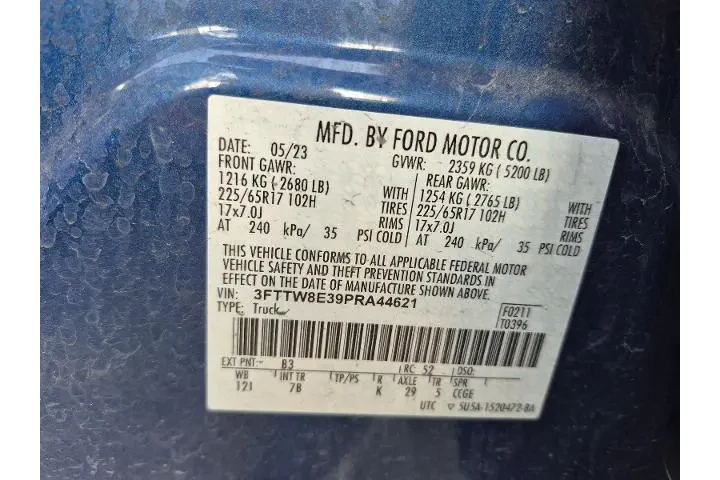 MFD. BY FORD MOTOR CO.
DATE: 05/23 GVWR: 2359 KG ( 5200 LB)
FRONT GAWR: REAR GAWR:
1216 KG ( 2680 LB) WITH 1254 KG ( 2765 LB) WITH
225/65R17 102H TIRES 225/65R17 102H TIRES
17x7.0J RIMS 17x7.0J RIMS
AT 240 kPa/ 35 PSI COLD AT 240 kPa/ 35 PSI COLD
THIS VEHICLE CONFORMS TO ALL APPLICABLE FEDERAL MOTOR
VEHICLE SAFETY AND THEFT PREVENTION STANDARDS IN
EFFECT ON THE DATE OF MANUFACTURE SHOWN ABOVE.
VIN: 3FTTW8E39PRA44621 F0211
TYPE: Truck T0396
EXT PNT: B3 RC: 52 DSO:
WB INT TR TP/PS R AXLE TR SPR
121 7B K 29 5 CCGE
UTC ▽ 5U5A-1520472-BA